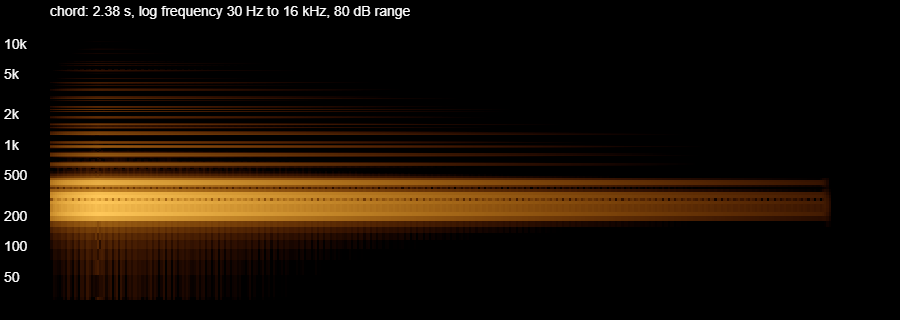 chord: 2.38 s, log frequency 30 Hz to 16 kHz, 80 dB range
10k
5k
2k
1k
500
200
100
50